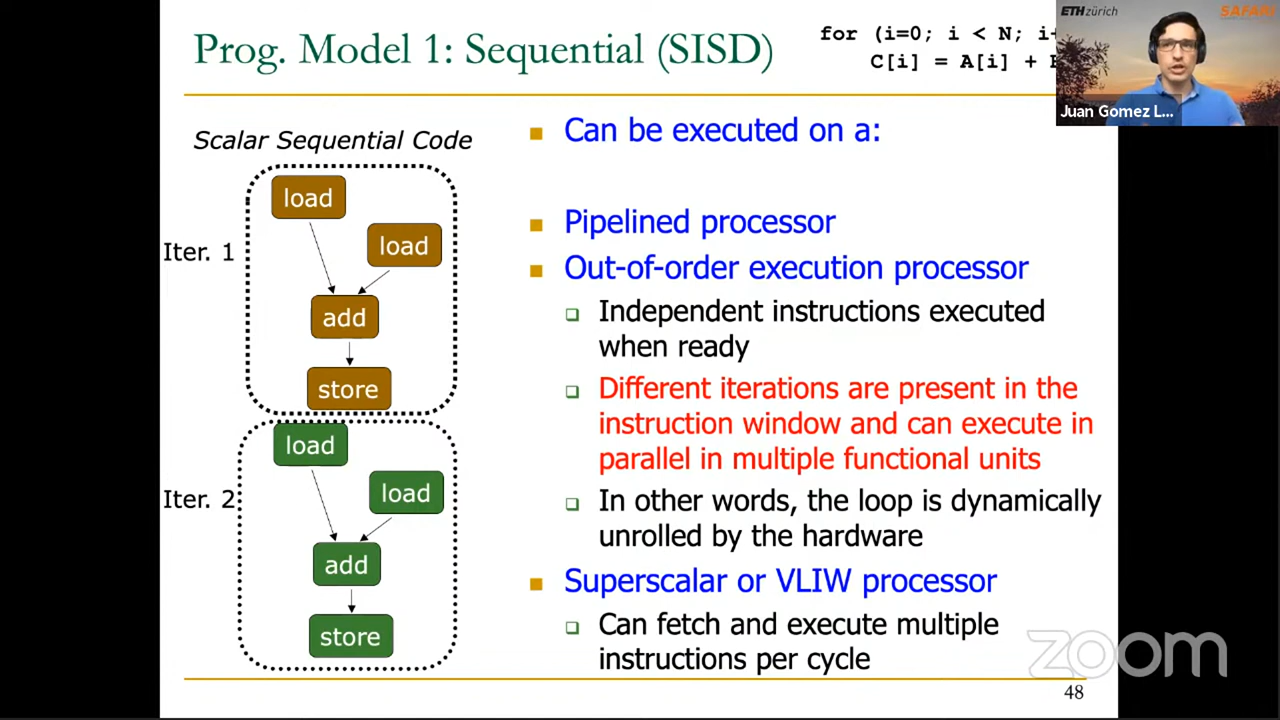 Prog. Model 1: Sequential (SISD)
for (i=0; i < N; i
C[i] = A[i] +
ETH zürich
SAFARI
Juan Gomez L...
Scalar Sequential Code
Iter. 1
load
load
add
store
Iter. 2
load
load
add
store
Can be executed on a:
Pipelined processor
Out-of-order execution processor
Independent instructions executed
when ready
Different iterations are present in the
instruction window and can execute in
parallel in multiple functional units
In other words, the loop is dynamically
unrolled by the hardware
Superscalar or VLIW processor
Can fetch and execute multiple
instructions per cycle
zoom
48